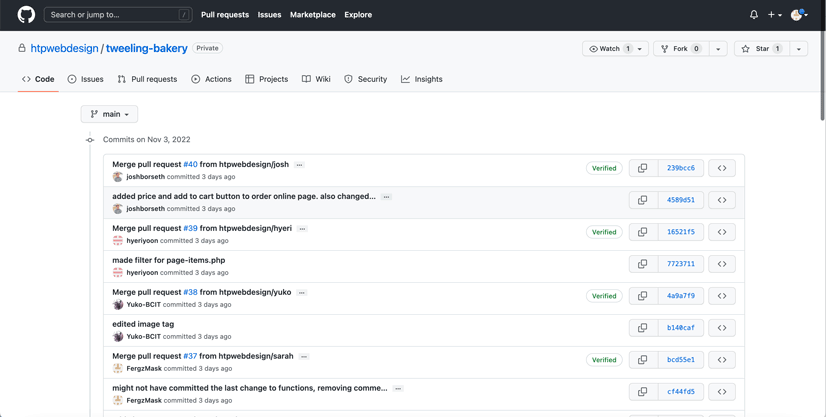 Search or jump to... / Pull requests Issues Marketplace Explore
htpwebdesign / tweeling-bakery Private Watch 1 Fork 0 Star 1
Code Issues Pull requests Actions Projects Wiki Security Insights
main
Commits on Nov 3, 2022
Merge pull request #40 from htpwebdesign/josh ... Verified 239bcc6
joshborseth committed 3 days ago
added price and add to cart button to order online page. also changed... ... 4589d51
joshborseth committed 3 days ago
Merge pull request #39 from htpwebdesign/hyeri ... Verified 16521f5
hyeriyoon committed 3 days ago
made filter for page-items.php 7723711
hyeriyoon committed 3 days ago
Merge pull request #38 from htpwebdesign/yuko ... Verified 4a9a7f9
Yuko-BCIT committed 3 days ago
edited image tag b140caf
Yuko-BCIT committed 3 days ago
Merge pull request #37 from htpwebdesign/sarah ... Verified bcd55e1
FergzMask committed 3 days ago
might not have committed the last change to functions, removing comme... ... cf44fd5
FergzMask committed 3 days ago